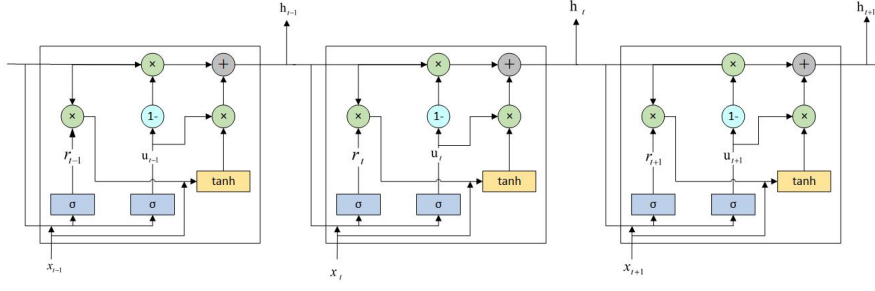 h_{t-1} h_t h_{t+1}
× + × + × +
× 1- × × 1- × × 1- ×
r_{t-1} u_{t-1} r_t u_t r_{t+1} u_{t+1}
tanh tanh tanh
σ σ σ σ σ σ
x_{t-1} x_t x_{t+1}